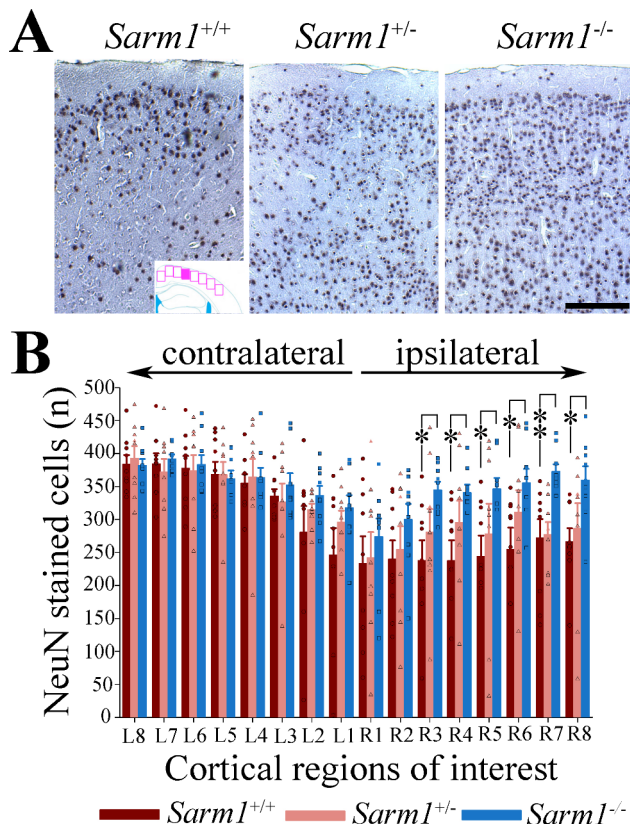 A
Sarm1+/+ Sarm1+/- Sarm1-/-
B
contralateral ipsilateral
NeuN stained cells (n)
500
450
400
350
300
250
200
150
100
50
0
* * * * ** *
L8 L7 L6 L5 L4 L3 L2 L1 R1 R2 R3 R4 R5 R6 R7 R8
Cortical regions of interest
Sarm1+/+ Sarm1+/- Sarm1-/-